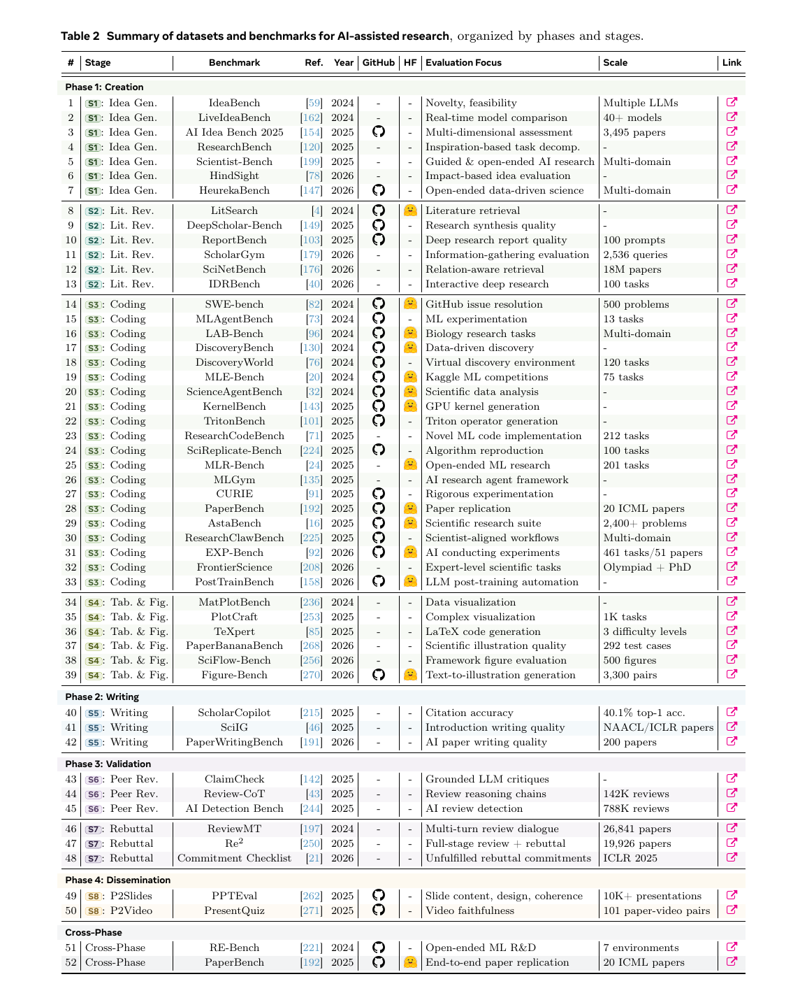 Table 2 Summary of datasets and benchmarks for AI-assisted research, organized by phases and stages.
# Stage Benchmark Ref. Year GitHub HF Evaluation Focus Scale Link
Phase 1: Creation
1 S1: Idea Gen. IdeaBench [59] 2024 - - Novelty, feasibility Multiple LLMs
2 S1: Idea Gen. LiveIdeaBench [162] 2024 - - Real-time model comparison 40+ models
3 S1: Idea Gen. AI Idea Bench 2025 [154] 2025 - Multi-dimensional assessment 3,495 papers
4 S1: Idea Gen. ResearchBench [120] 2025 - - Inspiration-based task decomp. -
5 S1: Idea Gen. Scientist-Bench [199] 2025 - - Guided & open-ended AI research Multi-domain
6 S1: Idea Gen. HindSight [78] 2026 - - Impact-based idea evaluation -
7 S1: Idea Gen. HeurekaBench [147] 2026 - Open-ended data-driven science Multi-domain
8 S2: Lit. Rev. LitSearch [4] 2024 Literature retrieval -
9 S2: Lit. Rev. DeepScholar-Bench [149] 2025 - Research synthesis quality -
10 S2: Lit. Rev. ReportBench [103] 2025 - Deep research report quality 100 prompts
11 S2: Lit. Rev. ScholarGym [179] 2026 - - Information-gathering evaluation 2,536 queries
12 S2: Lit. Rev. SciNetBench [176] 2026 - - Relation-aware retrieval 18M papers
13 S2: Lit. Rev. IDRBench [40] 2026 - - Interactive deep research 100 tasks
14 S3: Coding SWE-bench [82] 2024 GitHub issue resolution 500 problems
15 S3: Coding MLAgentBench [73] 2024 - ML experimentation 13 tasks
16 S3: Coding LAB-Bench [96] 2024 Biology research tasks Multi-domain
17 S3: Coding DiscoveryBench [130] 2024 Data-driven discovery -
18 S3: Coding DiscoveryWorld [76] 2024 - Virtual discovery environment 120 tasks
19 S3: Coding MLE-Bench [20] 2024 Kaggle ML competitions 75 tasks
20 S3: Coding ScienceAgentBench [32] 2024 Scientific data analysis -
21 S3: Coding KernelBench [143] 2025 GPU kernel generation -
22 S3: Coding TritonBench [101] 2025 - Triton operator generation -
23 S3: Coding ResearchCodeBench [71] 2025 - - Novel ML code implementation 212 tasks
24 S3: Coding SciReplicate-Bench [224] 2025 - Algorithm reproduction 100 tasks
25 S3: Coding MLR-Bench [24] 2025 - Open-ended ML research 201 tasks
26 S3: Coding MLGym [135] 2025 - - AI research agent framework -
27 S3: Coding CURIE [91] 2025 - Rigorous experimentation -
28 S3: Coding PaperBench [192] 2025 Paper replication 20 ICML papers
29 S3: Coding AstaBench [16] 2025 Scientific research suite 2,400+ problems
30 S3: Coding ResearchClawBench [225] 2025 - Scientist-aligned workflows Multi-domain
31 S3: Coding EXP-Bench [92] 2026 AI conducting experiments 461 tasks/51 papers
32 S3: Coding FrontierScience [208] 2026 - - Expert-level scientific tasks Olympiad + PhD
33 S3: Coding PostTrainBench [158] 2026 LLM post-training automation -
34 S4: Tab. & Fig. MatPlotBench [236] 2024 - - Data visualization -
35 S4: Tab. & Fig. PlotCraft [253] 2025 - - Complex visualization 1K tasks
36 S4: Tab. & Fig. TeXpert [85] 2025 - - LaTeX code generation 3 difficulty levels
37 S4: Tab. & Fig. PaperBananaBench [268] 2026 - - Scientific illustration quality 292 test cases
38 S4: Tab. & Fig. SciFlow-Bench [256] 2026 - - Framework figure evaluation 500 figures
39 S4: Tab. & Fig. Figure-Bench [270] 2026 Text-to-illustration generation 3,300 pairs
Phase 2: Writing
40 S5: Writing ScholarCopilot [215] 2025 - - Citation accuracy 40.1% top-1 acc.
41 S5: Writing SciIG [46] 2025 - - Introduction writing quality NAACL/ICLR papers
42 S5: Writing PaperWritingBench [191] 2026 - - AI paper writing quality 200 papers
Phase 3: Validation
43 S6: Peer Rev. ClaimCheck [142] 2025 - - Grounded LLM critiques -
44 S6: Peer Rev. Review-CoT [43] 2025 - - Review reasoning chains 142K reviews
45 S6: Peer Rev. AI Detection Bench [244] 2025 - - AI review detection 788K reviews
46 S7: Rebuttal ReviewMT [197] 2024 - - Multi-turn review dialogue 26,841 papers
47 S7: Rebuttal Re² [250] 2025 - - Full-stage review + rebuttal 19,926 papers
48 S7: Rebuttal Commitment Checklist [21] 2026 - - Unfulfilled rebuttal commitments ICLR 2025
Phase 4: Dissemination
49 S8: P2Slides PPTEval [262] 2025 - Slide content, design, coherence 10K+ presentations
50 S8: P2Video PresentQuiz [271] 2025 - Video faithfulness 101 paper-video pairs
Cross-Phase
51 Cross-Phase RE-Bench [221] 2024 - Open-ended ML R&D 7 environments
52 Cross-Phase PaperBench [192] 2025 End-to-end paper replication 20 ICML papers